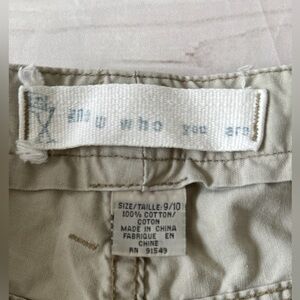 know who you are
SIZE/TAILLE: 9/10
100% COTTON/
COTON
MADE IN CHINA
FABRIQUE EN
CHINE
RN 91549